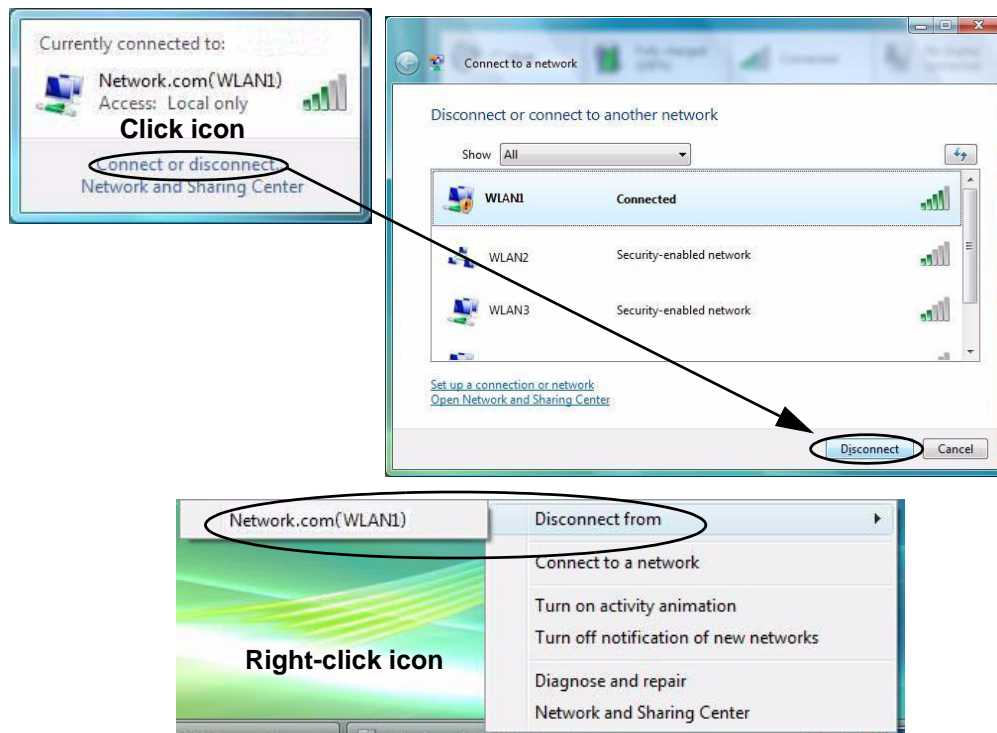 Currently connected to:
Network.com(WLAN1)
Access: Local only
Click icon
Connect or disconnect...
Network and Sharing Center
Connect to a network
Disconnect or connect to another network
Show All
WLAN1 Connected
WLAN2 Security-enabled network
WLAN3 Security-enabled network
Set up a connection or network
Open Network and Sharing Center
Disconnect Cancel
Network.com(WLAN1) Disconnect from
Connect to a network
Turn on activity animation
Turn off notification of new networks
Right-click icon
Diagnose and repair
Network and Sharing Center